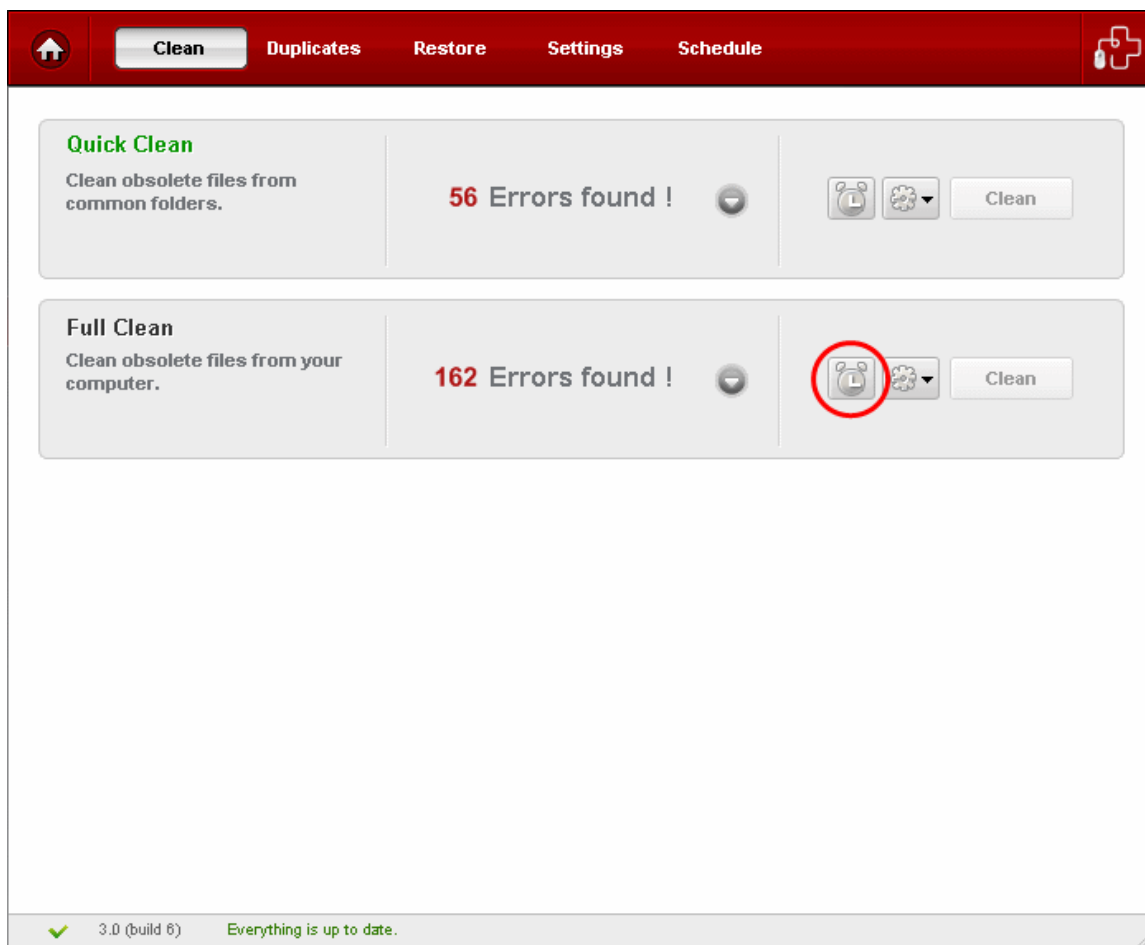 Clean Duplicates Restore Settings Schedule
Quick Clean
Clean obsolete files from
common folders.
56 Errors found !
Clean
Full Clean
Clean obsolete files from your
computer.
162 Errors found !
Clean
3.0 (build 6) Everything is up to date.